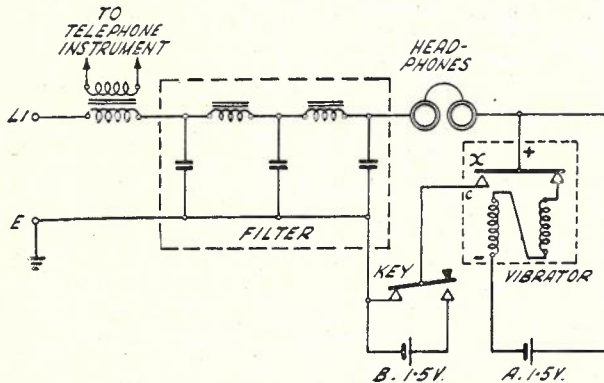 TO
TELEPHONE
INSTRUMENT
HEAD-
PHONES
L1
X
+
C
E
FILTER
KEY
-
VIBRATOR
B. 1·5V.
A. 1·5V.